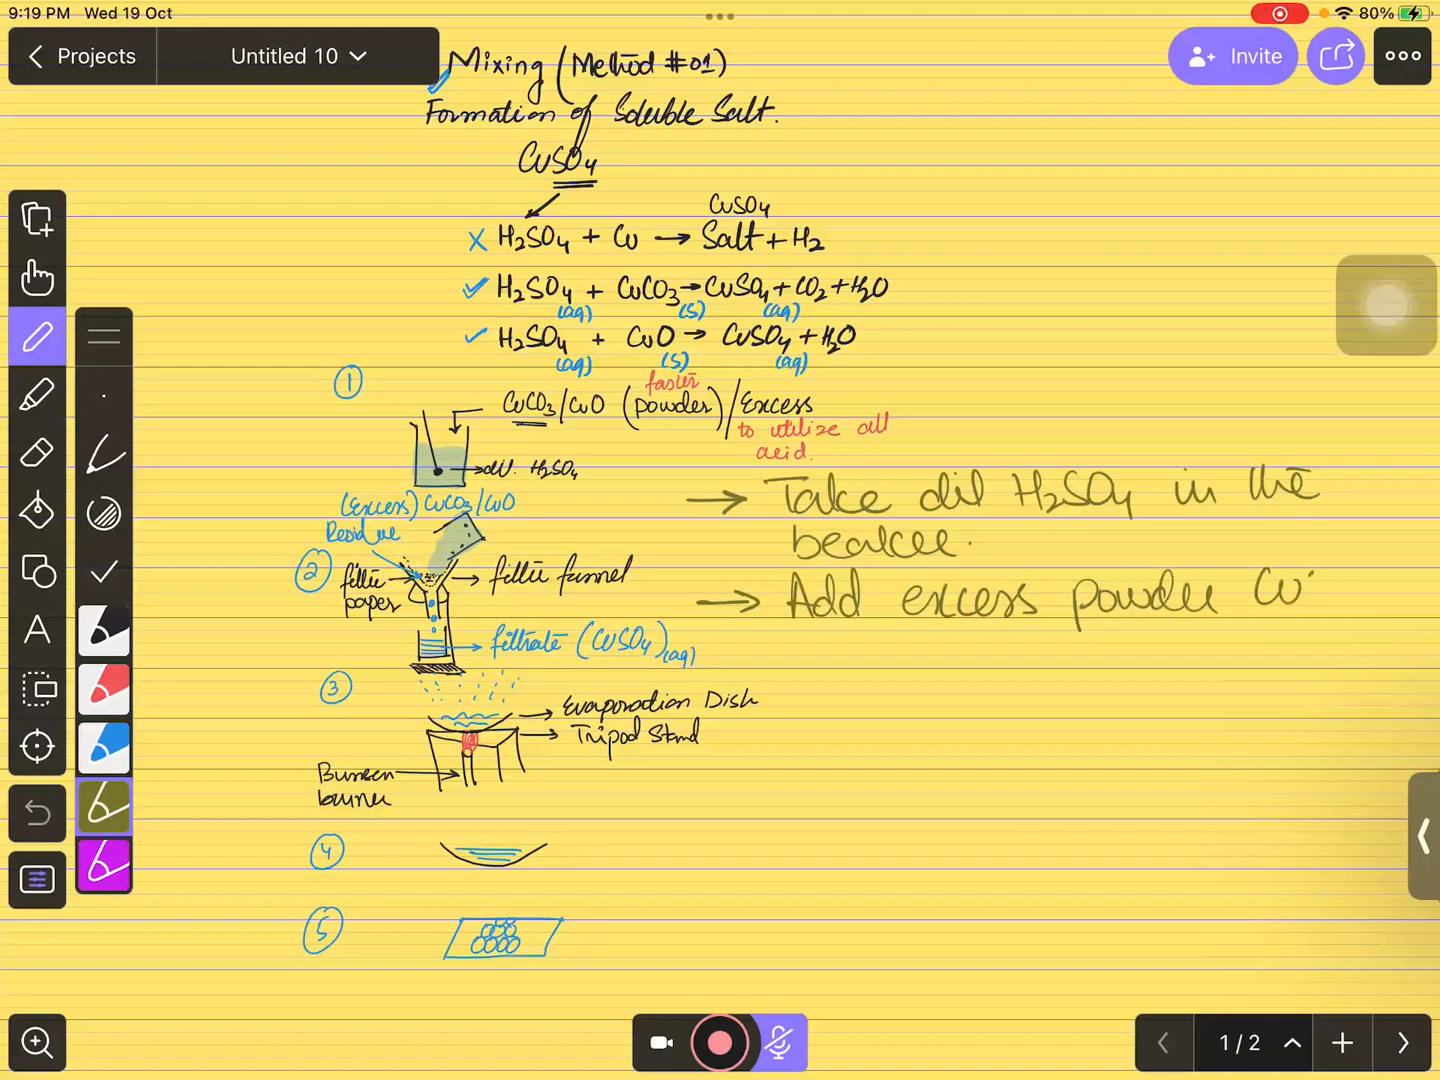 9:19 PM Wed 19 Oct
80%
Projects
Untitled 10
Invite
Mixing (Method #01)
Formation of Soluble Salt.
CuSO4
CuSO4
X H2SO4 + Cu → Salt + H2
✓ H2SO4 + CuCO3 → CuSO4 + CO2 + H2O
(aq) (s) (aq)
✓ H2SO4 + CuO → CuSO4 + H2O
(aq) (s) (aq)
faster
1 CuCO3/CuO (powder)/Excess
to utilize all
acid.
dil. H2SO4
(Excess) CuCO3/CuO
Residue
→ Take dil H2SO4 in the
beaker.
→ Add excess powder Cu
2 filter paper
filter funnel
filtrate (CuSO4)(aq)
3
Evaporation Dish
Tripod Stand
Bunsen
burner
4
5
A
1 / 2